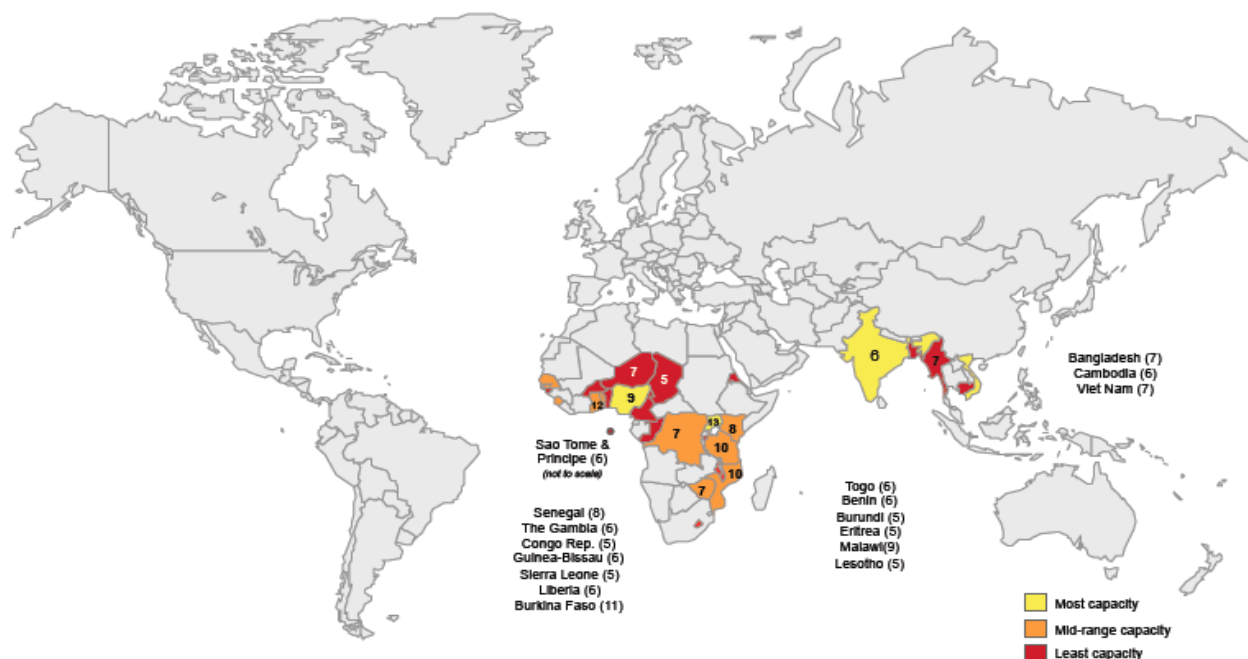 7
5
9
12
7
13
8
10
10
7
6
7
Bangladesh (7)
Cambodia (6)
Viet Nam (7)
Sao Tome &
Principe (6)
(not to scale)
Senegal (8)
The Gambia (6)
Congo Rep. (5)
Guinea-Bissau (6)
Sierra Leone (5)
Liberia (6)
Burkina Faso (11)
Togo (6)
Benin (6)
Burundi (5)
Eritrea (5)
Malawi(9)
Lesotho (5)
Most capacity
Mid-range capacity
Least capacity